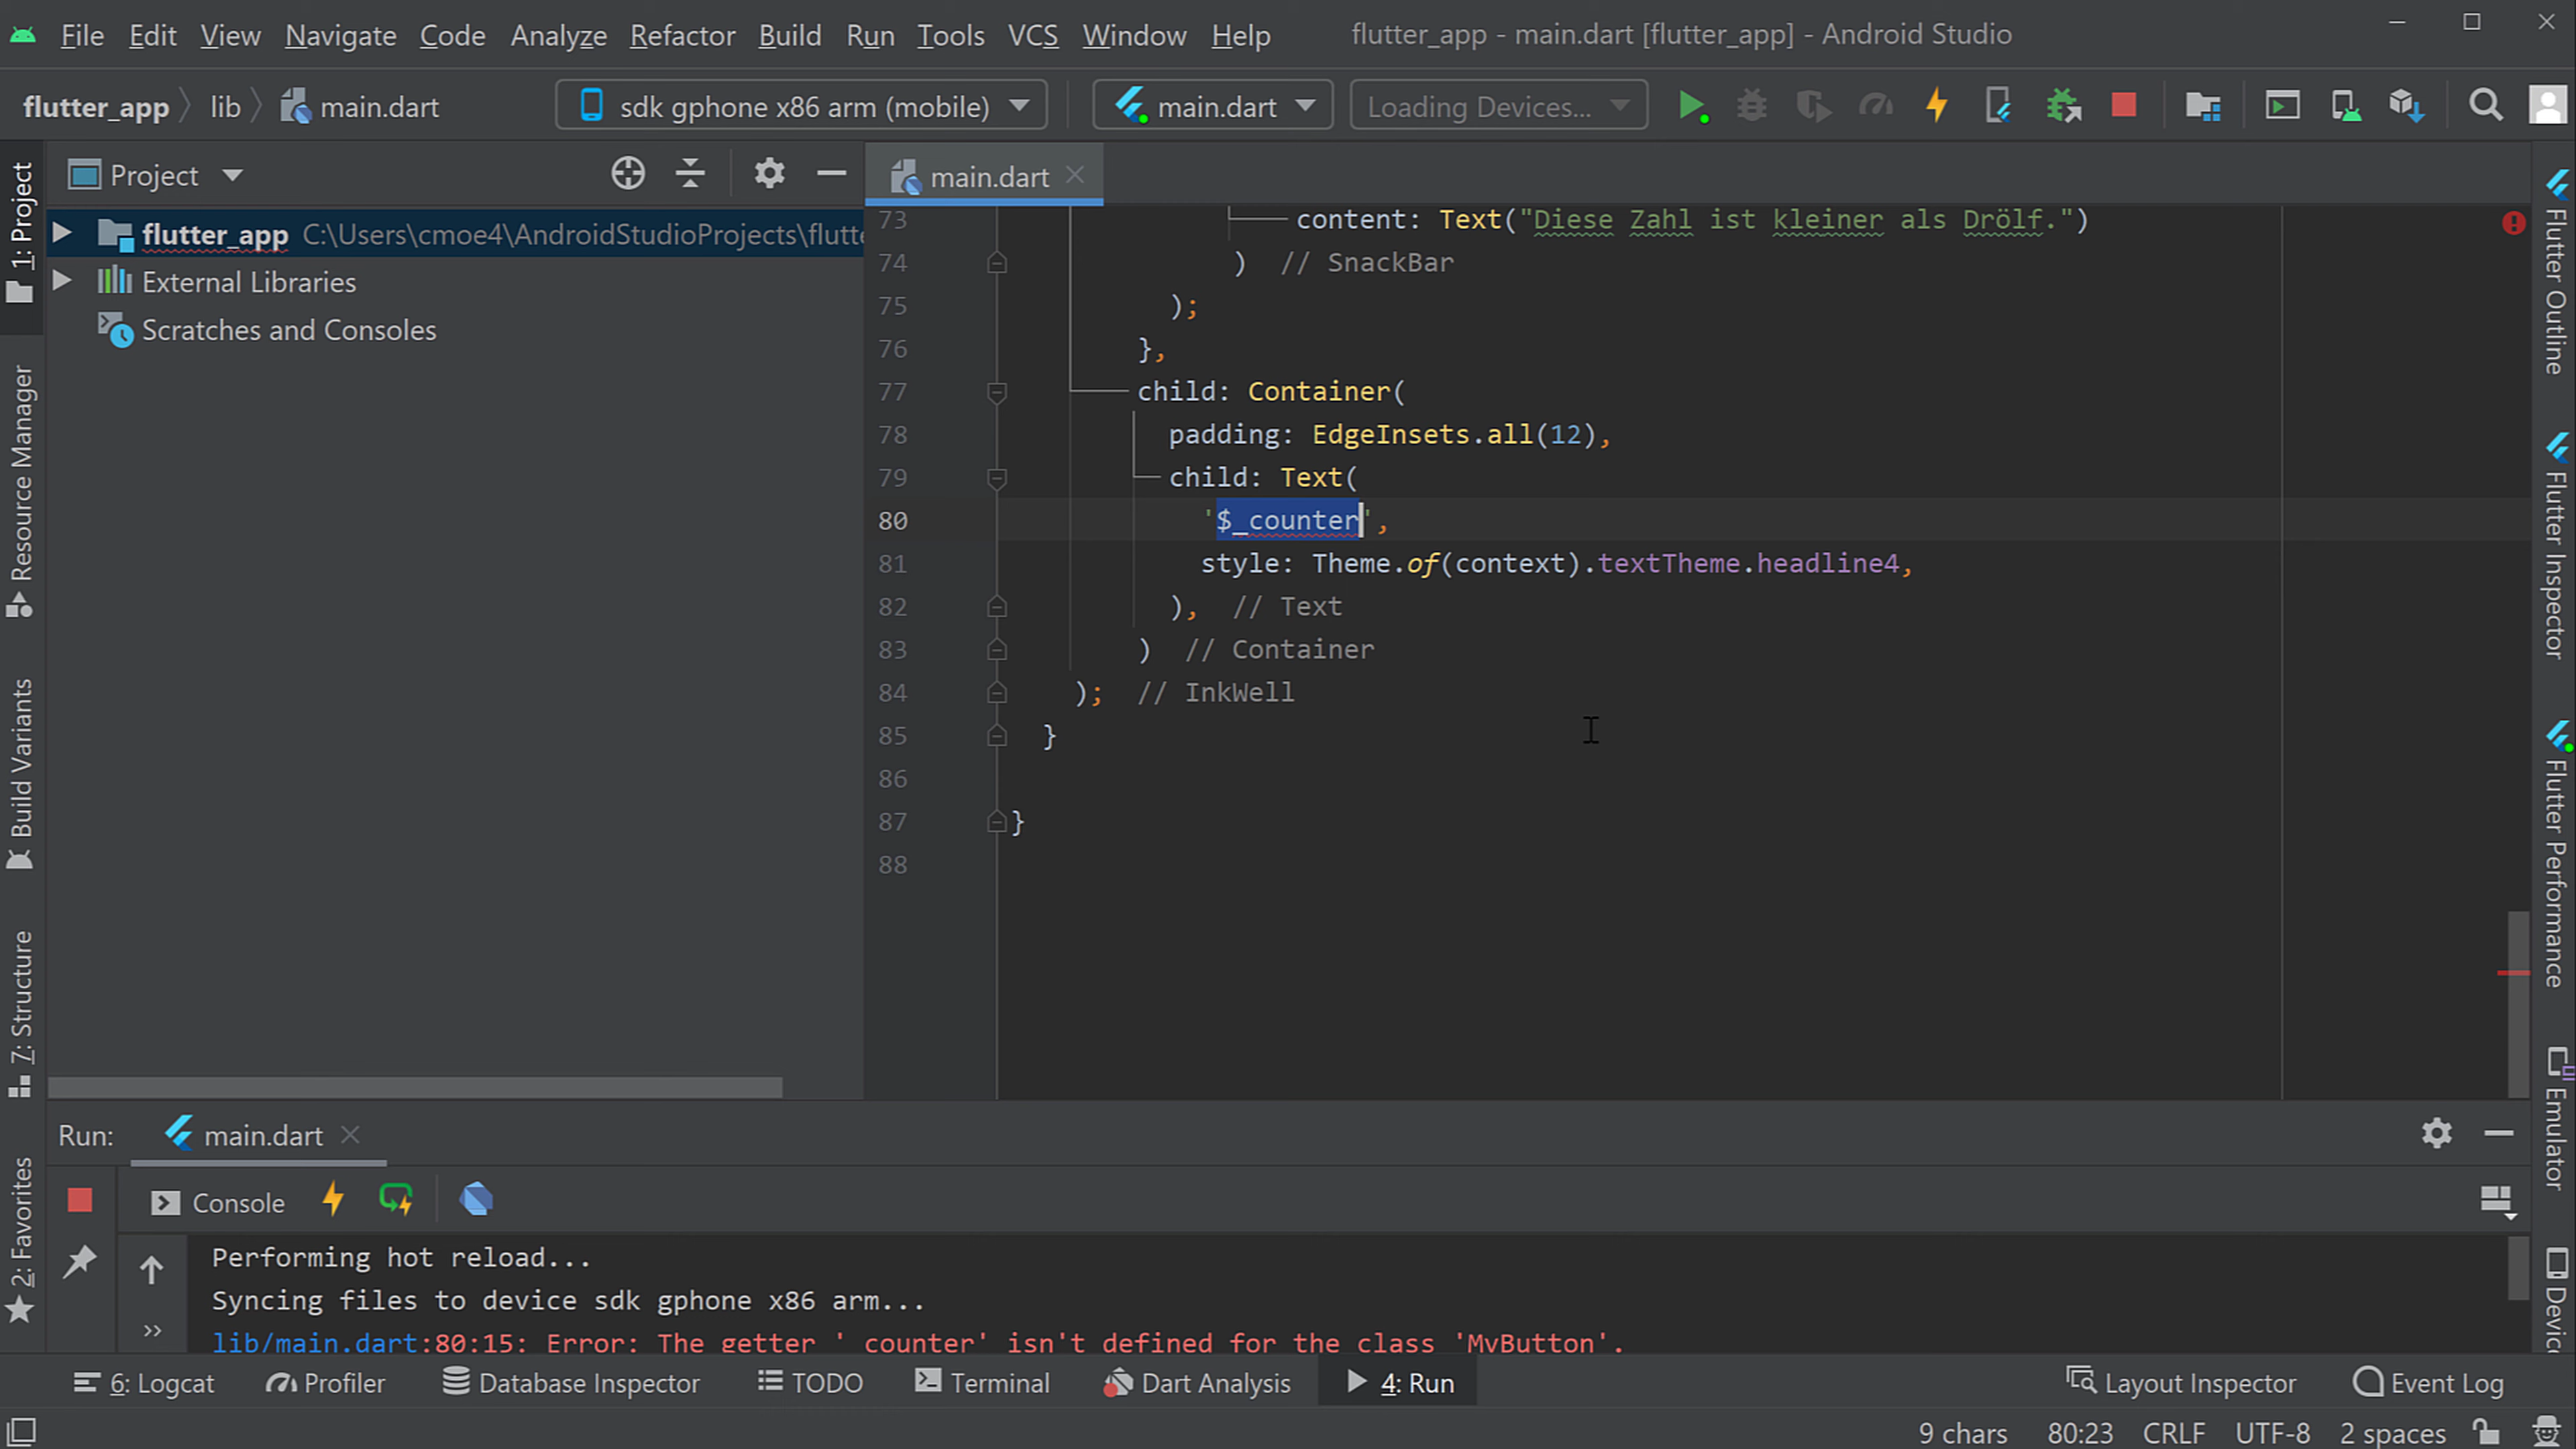 File Edit View Navigate Code Analyze Refactor Build Run Tools VCS Window Help flutter_app - main.dart [flutter_app] - Android Studio
flutter_app lib main.dart sdk gphone x86 arm (mobile) main.dart Loading Devices...
Project main.dart
flutter_app C:\Users\cmoe4\AndroidStudioProjects\flutte
External Libraries
Scratches and Consoles
1: Project
Resource Manager
Build Variants
7: Structure
2: Favorites
73 content: Text("Diese Zahl ist kleiner als Drölf.")
74 ) // SnackBar
75 );
76 },
77 child: Container(
78 padding: EdgeInsets.all(12),
79 child: Text(
80 '$_counter',
81 style: Theme.of(context).textTheme.headline4,
82 ), // Text
83 ) // Container
84 ); // InkWell
85 }
86
87 }
88
Flutter Outline
Flutter Inspector
Flutter Performance
Emulator
Devic
Run: main.dart
Console
Performing hot reload...
Syncing files to device sdk gphone x86 arm...
lib/main.dart:80:15: Error: The getter '_counter' isn't defined for the class 'MyButton'.
6: Logcat Profiler Database Inspector TODO Terminal Dart Analysis 4: Run Layout Inspector Event Log
9 chars 80:23 CRLF UTF-8 2 spaces